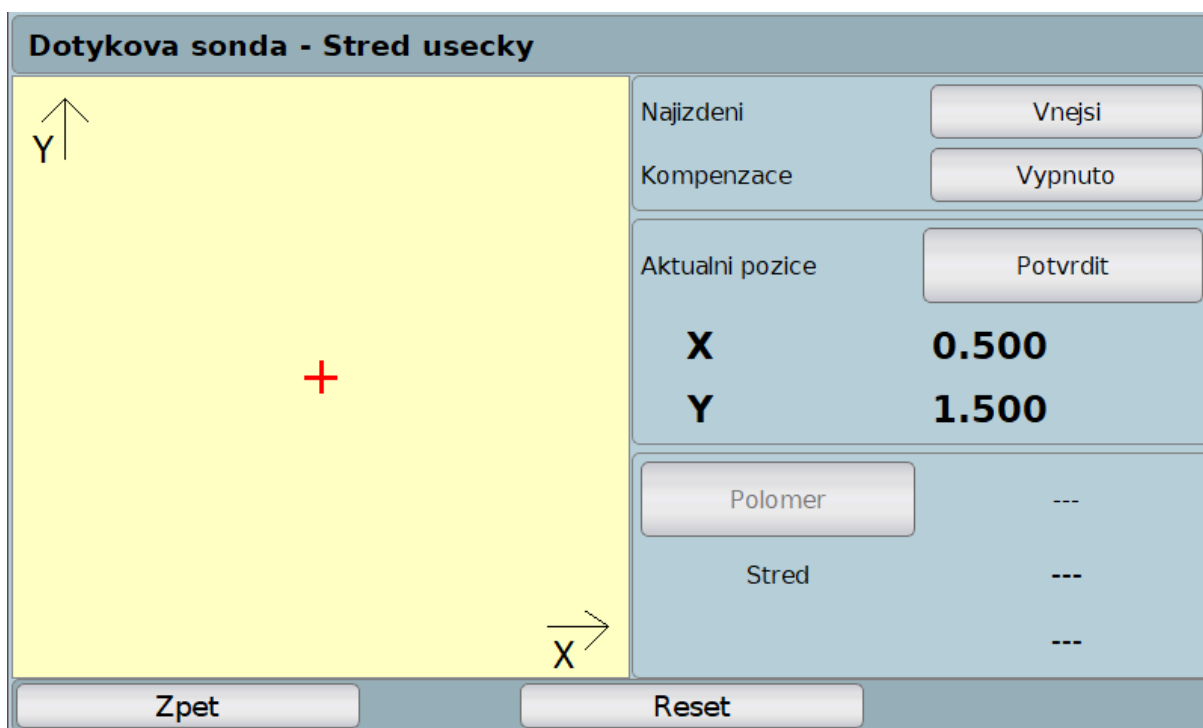 Dotykova sonda - Stred usecky
Y
X
Najizdeni Vnejsi
Kompenzace Vypnuto
Aktualni pozice Potvrdit
X 0.500
Y 1.500
Polomer ---
Stred ---
---
Zpet Reset